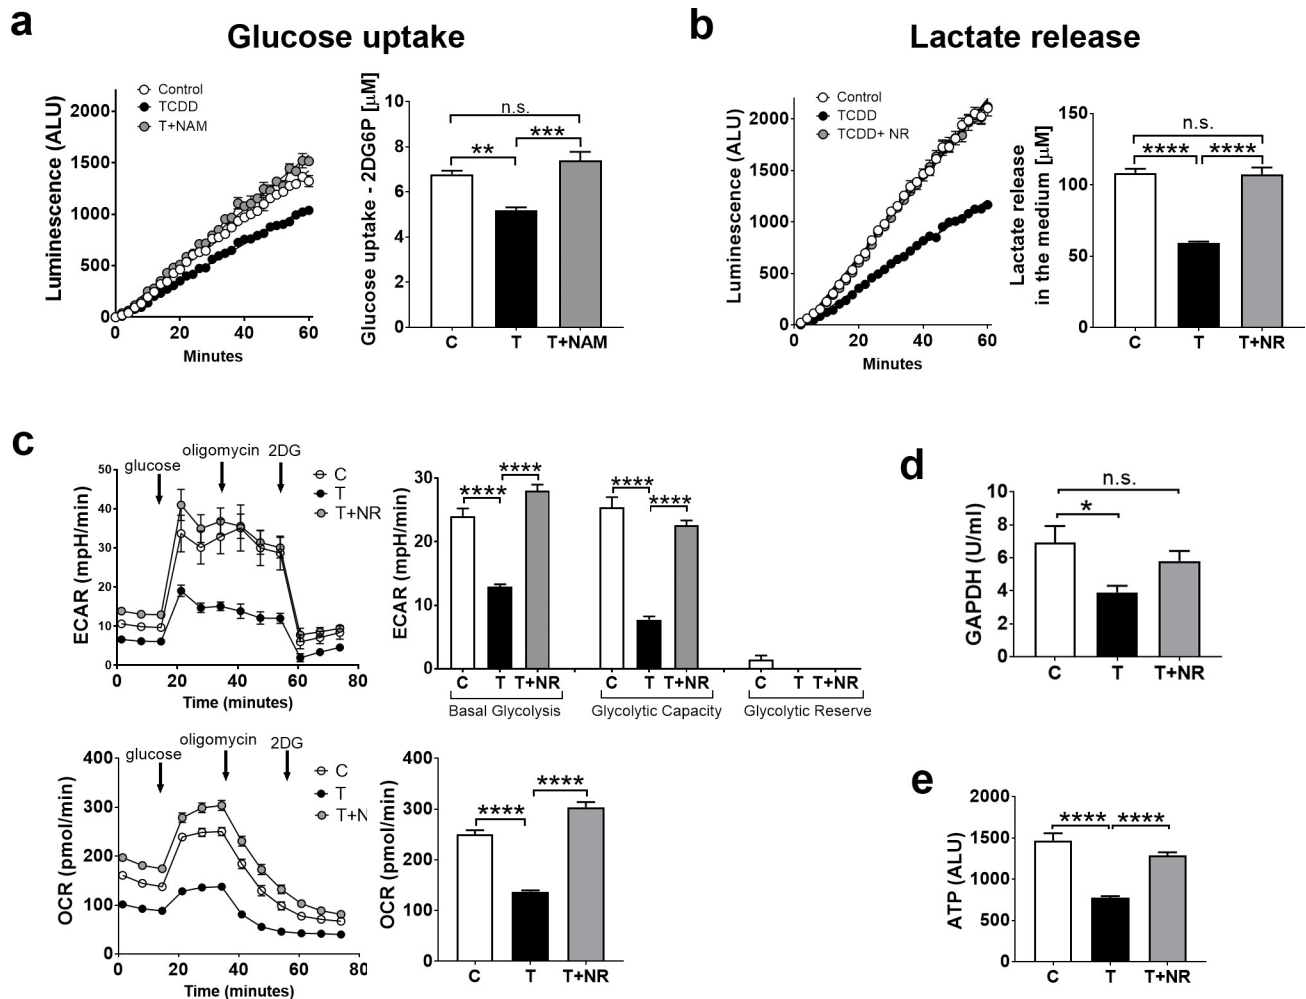 a
Glucose uptake
Control
TCDD
T+NAM
Luminescence (ALU)
2000
1500
1000
500
0
0 20 40 60
Minutes
Glucose uptake - 2DG6P [µM]
10
8
6
4
2
0
n.s.
**
***
C T T+NAM
b
Lactate release
Control
TCDD
TCDD+ NR
Luminescence (ALU)
2000
1500
1000
500
0
0 20 40 60
Minutes
Lactate release
in the medium [µM]
150
100
50
0
n.s.
**** ****
C T T+NR
c
glucose
oligomycin
2DG
C
T
T+NR
ECAR (mpH/min)
50
40
30
20
10
0
0 20 40 60 80
Time (minutes)
ECAR (mpH/min)
30
20
10
0
****
****
****
****
C T T+NR C T T+NR C T T+NR
Basal Glycolysis Glycolytic Capacity Glycolytic Reserve
glucose
oligomycin
2DG
C
T
T+N
OCR (pmol/min)
400
300
200
100
0
0 20 40 60 80
Time (minutes)
OCR (pmol/min)
400
300
200
100
0
****
****
C T T+NR
d
GAPDH (U/ml)
10
8
6
4
2
0
n.s.
*
C T T+NR
e
ATP (ALU)
2000
1500
1000
500
0
**** ****
C T T+NR